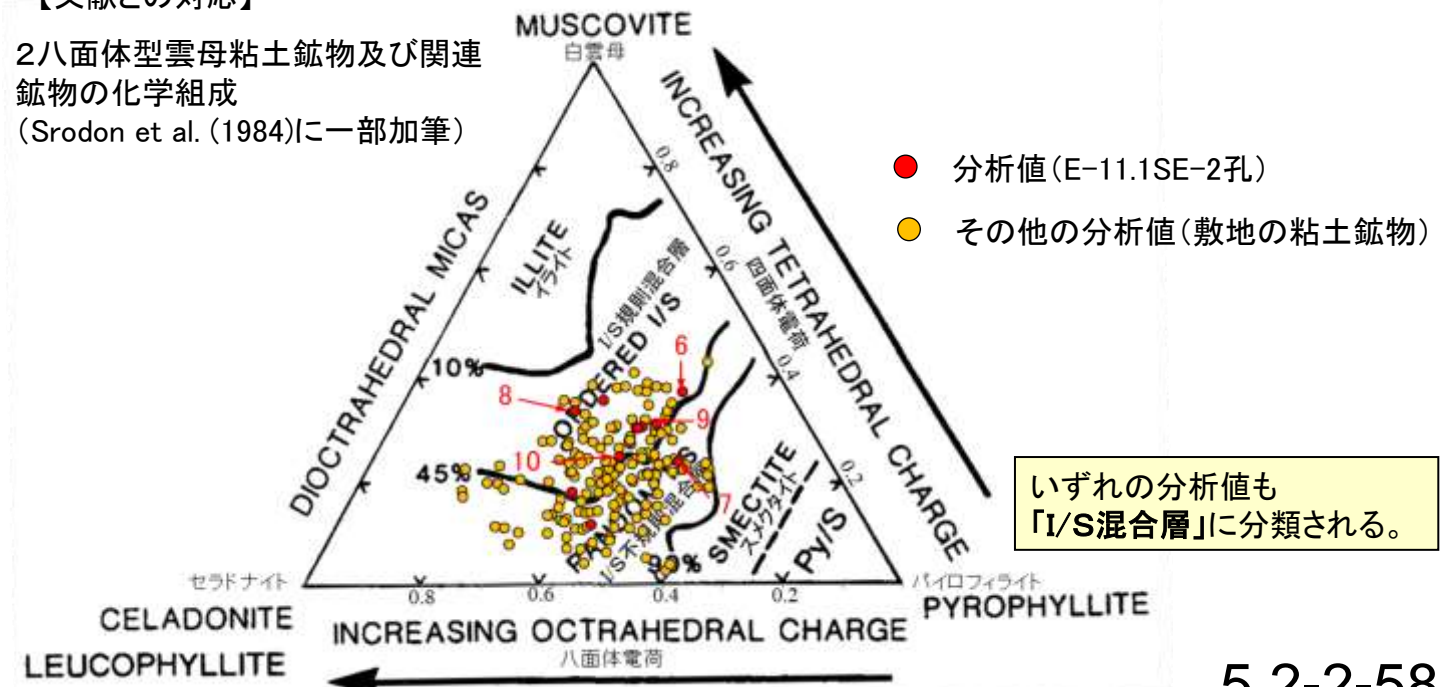 【文献との対応】
2八面体型雲母粘土鉱物及び関連
鉱物の化学組成
（Srodon et al. (1984)に一部加筆）
MUSCOVITE
白雲母
INCREASING TETRAHEDRAL CHARGE
四面体電荷
0.8
0.6
0.4
0.2
分析値（E-11.1SE-2孔）
その他の分析値（敷地の粘土鉱物）
DIOCTRAHEDRAL MICAS
ILLITE
イライト
I/S規則混合層
ORDERED I/S
10%
45%
6
8
9
10
7
I/S不規則混合層
SMECTITE
スメクタイト
Py/S
いずれの分析値も
「I/S混合層」に分類される。
セラドナイト
パイロフィライト
0.8
0.6
0.4
0.2
CELADONITE
PYROPHYLLITE
INCREASING OCTRAHEDRAL CHARGE
LEUCOPHYLLITE
八面体電荷
5.2-2-58